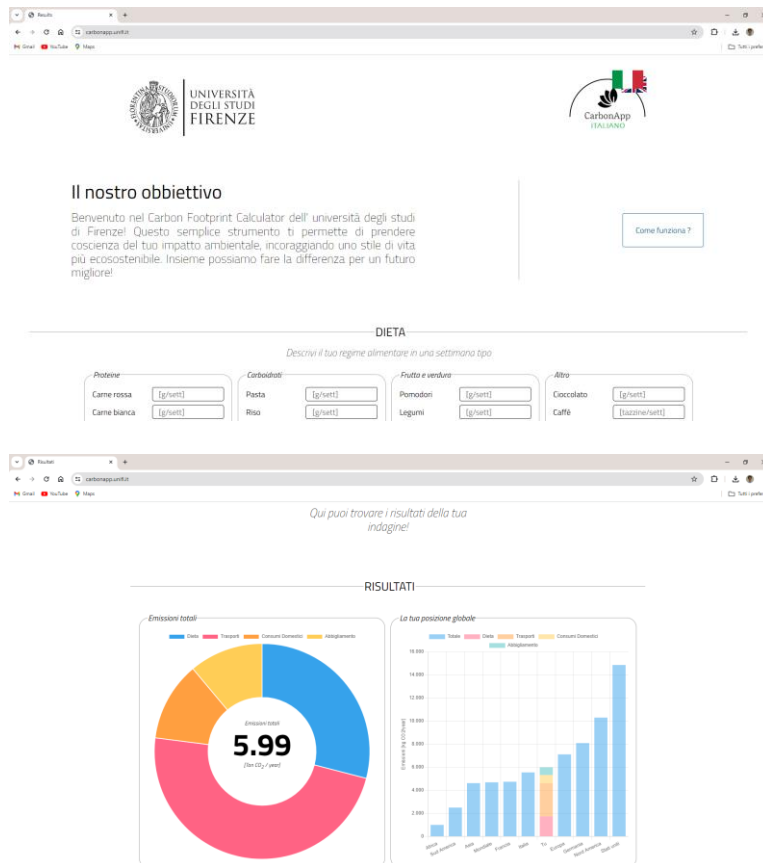 Results
carbonapp.unifi.it
Gmail YouTube Maps
Tutti i prefe
UNIVERSITÀ
DEGLI STUDI
FIRENZE
CarbonApp
ITALIANO
Il nostro obbiettivo
Benvenuto nel Carbon Footprint Calculator dell' università degli studi
di Firenze! Questo semplice strumento ti permette di prendere
coscienza del tuo impatto ambientale, incoraggiando uno stile di vita
più ecosostenibile. Insieme possiamo fare la differenza per un futuro
migliore!
Come funziona ?
DIETA
Descrivi il tuo regime alimentare in una settimana tipo
Proteine Carboidrati Frutta e verdura Altro
Carne rossa [g/sett] Pasta [g/sett] Pomodori [g/sett] Cioccolato [g/sett]
Carne bianca [g/sett] Riso [g/sett] Legumi [g/sett] Caffè [tazzine/sett]
carbonapp.unifi.it
Gmail YouTube Maps
Tutti i prefe
Qui puoi trovare i risultati della tua
indagine!
RISULTATI
Emissioni totali La tua posizione globale
Dieta Trasporti Consumi Domestici Abbigliamento
Totale Dieta Trasporti Consumi Domestici
Abbigliamento
Emissioni totali
5.99
[Ton CO2 / year]
16.000
14.000
12.000
10.000
8.000
6.000
4.000
2.000
0
Africa Sud America Asia Mondiale Francia Italia Tu Europa Germania Nord America Stati uniti